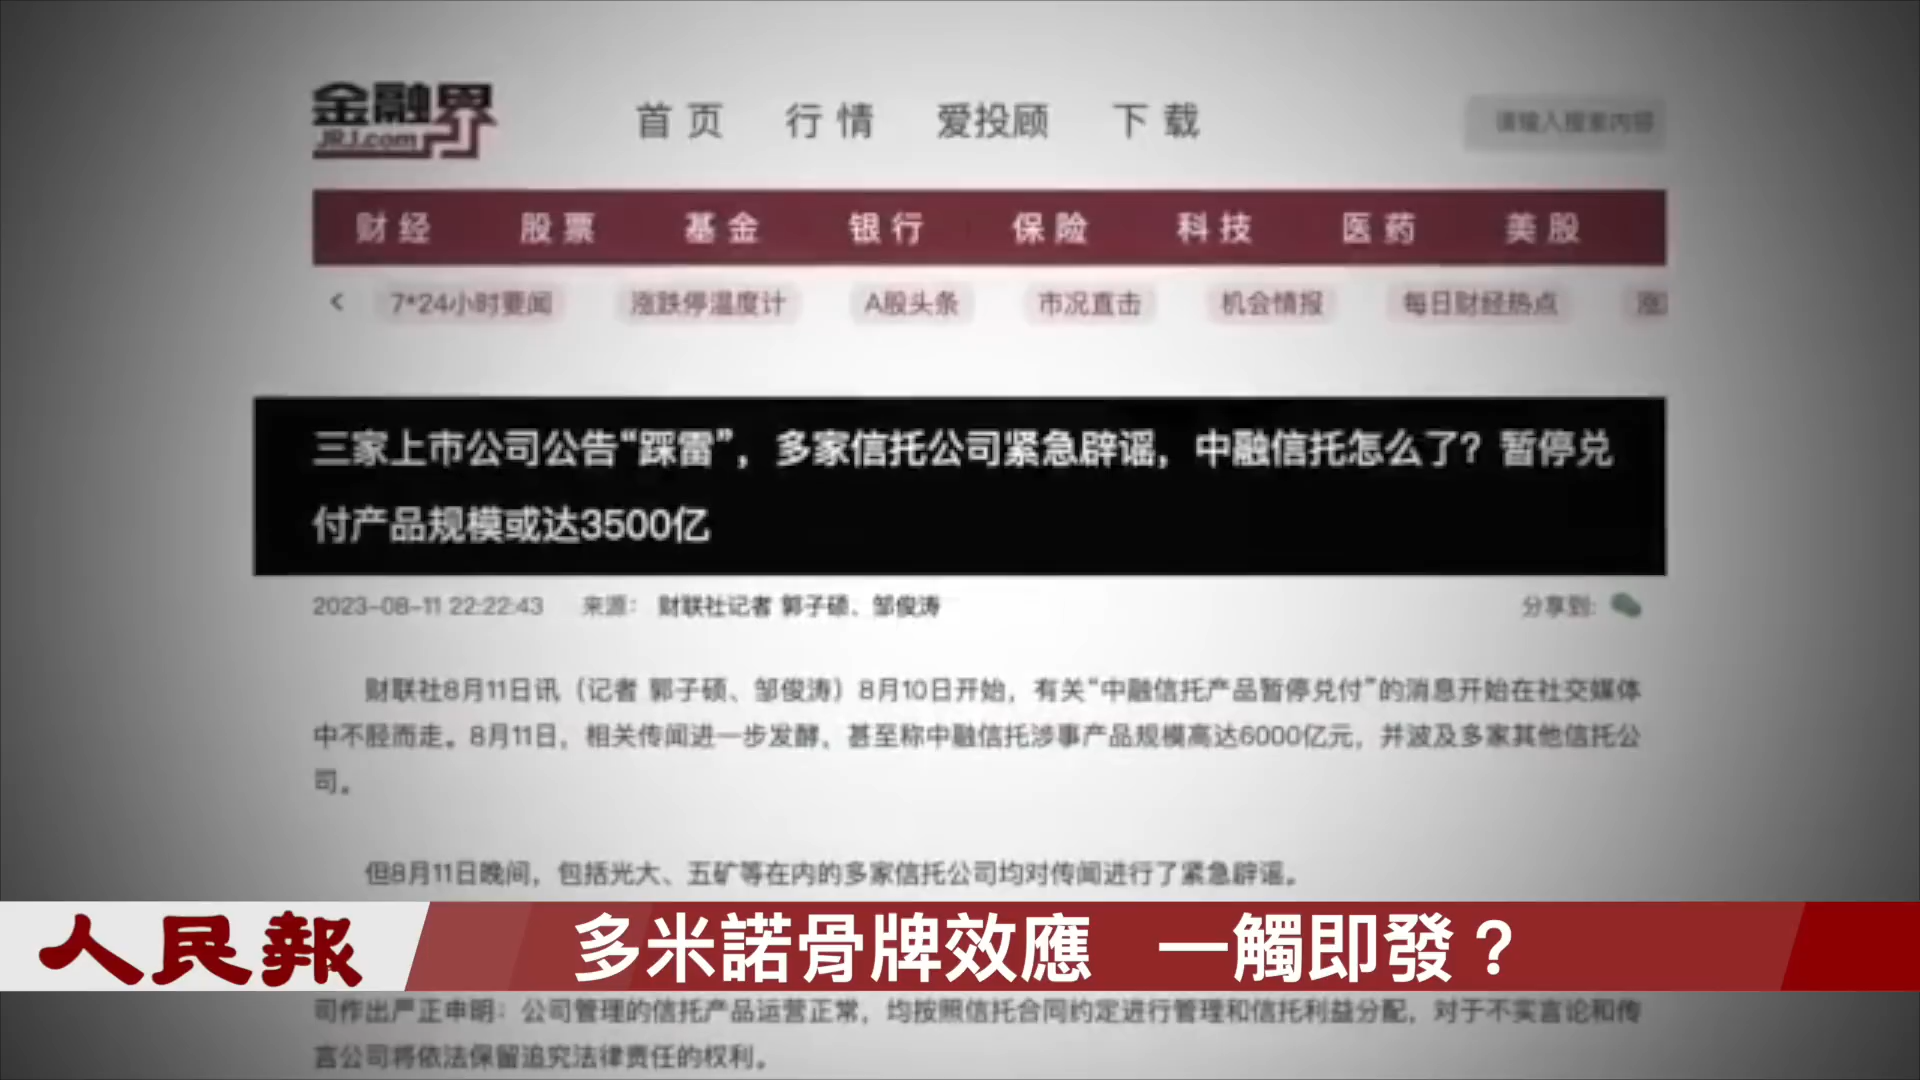 金融界
JRJ.com
首页 行情 爱投顾 下载
请输入搜索内容
财经 股票 基金 银行 保险 科技 医药 美股
< 7*24小时要闻 涨跌停温度计 A股头条 市况直击 机会情报 每日财经热点 涨
三家上市公司公告“踩雷”，多家信托公司紧急辟谣，中融信托怎么了？暂停兑
付产品规模或达3500亿
2023-08-11 22:22:43 来源： 财联社记者 郭子硕、邹俊涛 分享到:
财联社8月11日讯（记者 郭子硕、邹俊涛）8月10日开始，有关“中融信托产品暂停兑付”的消息开始在社交媒体
中不胫而走。8月11日，相关传闻进一步发酵，甚至称中融信托涉事产品规模高达6000亿元，并波及多家其他信托公
司。
但8月11日晚间，包括光大、五矿等在内的多家信托公司均对传闻进行了紧急辟谣。
人民報 多米諾骨牌效應 一觸即發？
司作出严正申明：公司管理的信托产品运营正常，均按照信托合同约定进行管理和信托利益分配，对于不实言论和传
言公司将依法保留追究法律责任的权利。